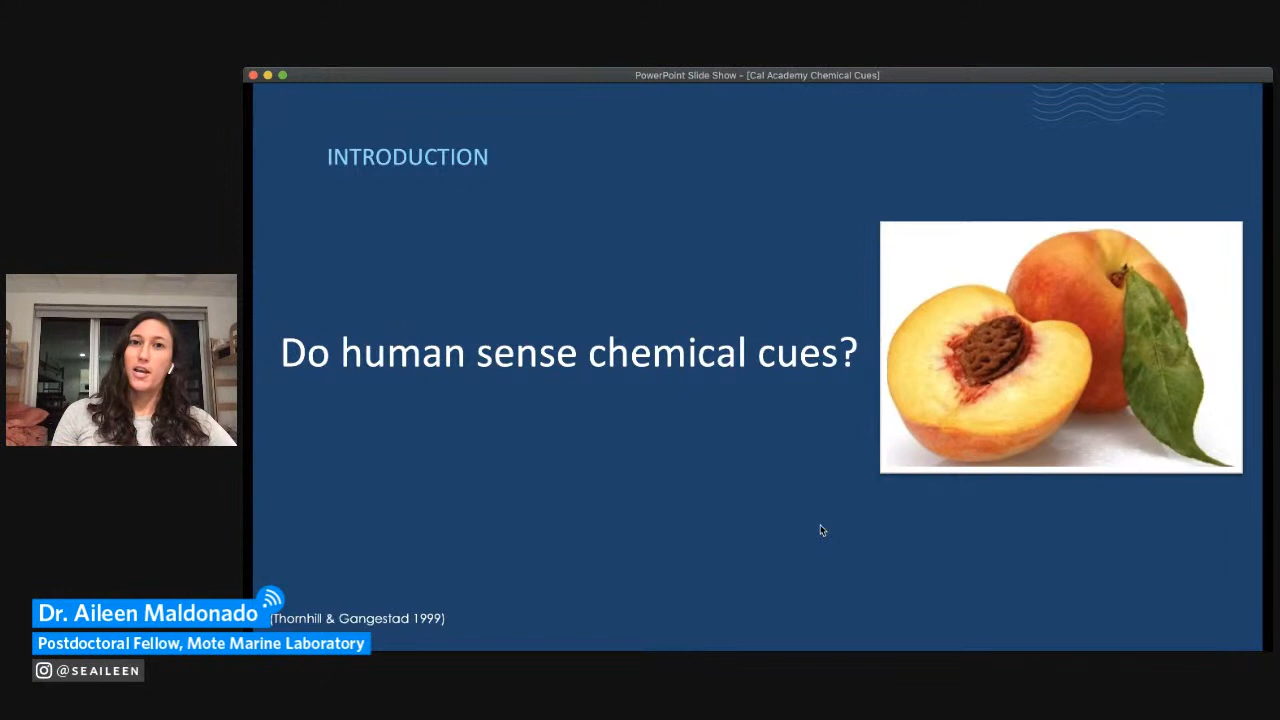 PowerPoint Slide Show - [Cal Academy Chemical Cues]
INTRODUCTION
Do human sense chemical cues?
(Thornhill & Gangestad 1999)
Dr. Aileen Maldonado
Postdoctoral Fellow, Mote Marine Laboratory
@SEAILEEN